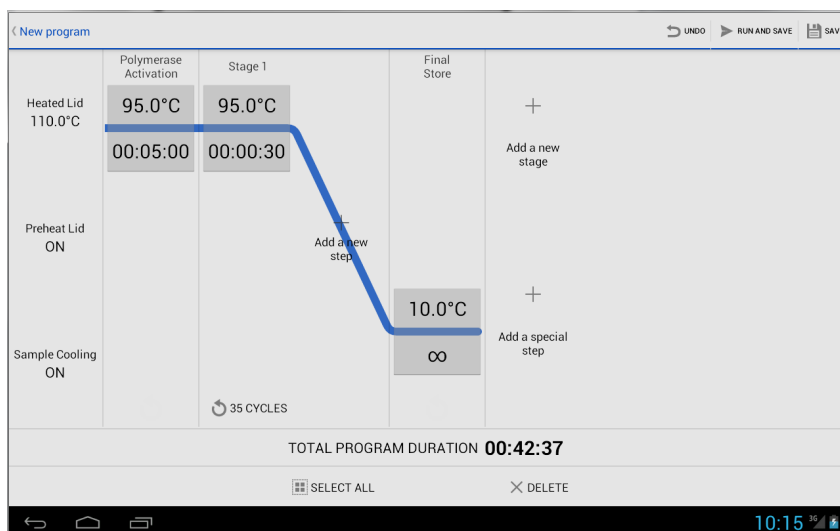 New program
UNDO
RUN AND SAVE
SAV
Polymerase
Activation
Stage 1
Final
Store
Heated Lid
110.0°C
95.0°C
95.0°C
00:05:00
00:00:30
Add a new
stage
Preheat Lid
ON
Add a new
step
10.0°C
∞
Add a special
step
Sample Cooling
ON
35 CYCLES
TOTAL PROGRAM DURATION 00:42:37
SELECT ALL
DELETE
10:15 3G